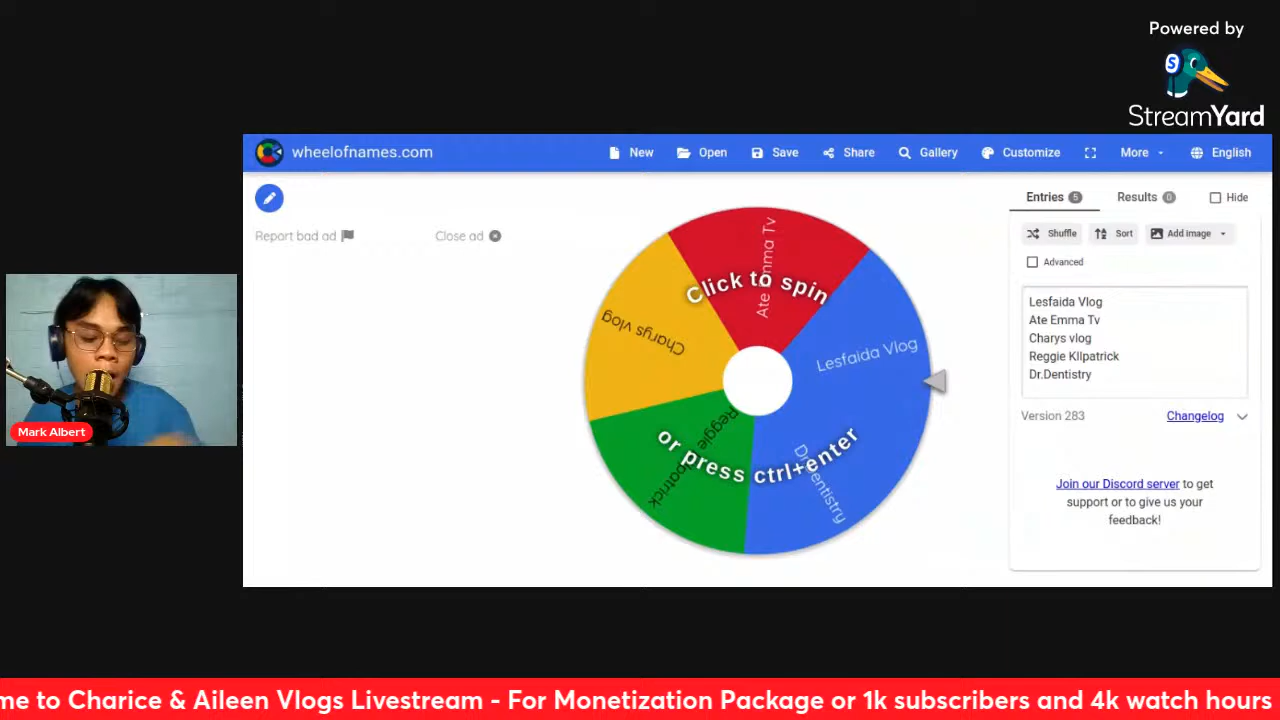 Powered by
StreamYard
wheelofnames.com
New
Open
Save
Share
Gallery
Customize
More
English
Report bad ad
Close ad
Entries 5
Results 0
Hide
Shuffle
Sort
Add image
Advanced
Lesfaida Vlog
Ate Emma Tv
Charys vlog
Reggie KIlpatrick
Dr.Dentistry
Version 283
Changelog
Join our Discord server to get
support or to give us your
feedback!
Ate Emma Tv
Click to spin
Charys vlog
Lesfaida Vlog
Reggie
or press ctrl+enter
Dr.Dentistry
S
Mark Albert
me to Charice & Aileen Vlogs Livestream - For Monetization Package or 1k subscribers and 4k watch hours